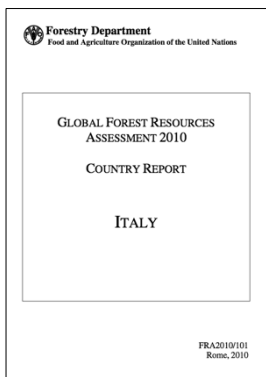 Forestry Department
Food and Agriculture Organization of the United Nations
GLOBAL FOREST RESOURCES
ASSESSMENT 2010
COUNTRY REPORT
ITALY
FRA2010/101
Rome, 2010